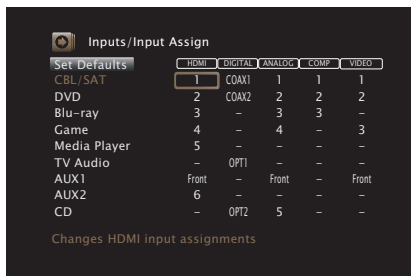 Inputs/Input Assign
Set Defaults HDMI DIGITAL ANALOG COMP VIDEO
CBL/SAT 1 COAX1 1 1 1
DVD 2 COAX2 2 2 2
Blu-ray 3 – 3 3 –
Game 4 – 4 – 3
Media Player 5 – – – –
TV Audio – OPT1 – – –
AUX1 Front – Front – Front
AUX2 6 – – – –
CD – OPT2 5 – –
Changes HDMI input assignments